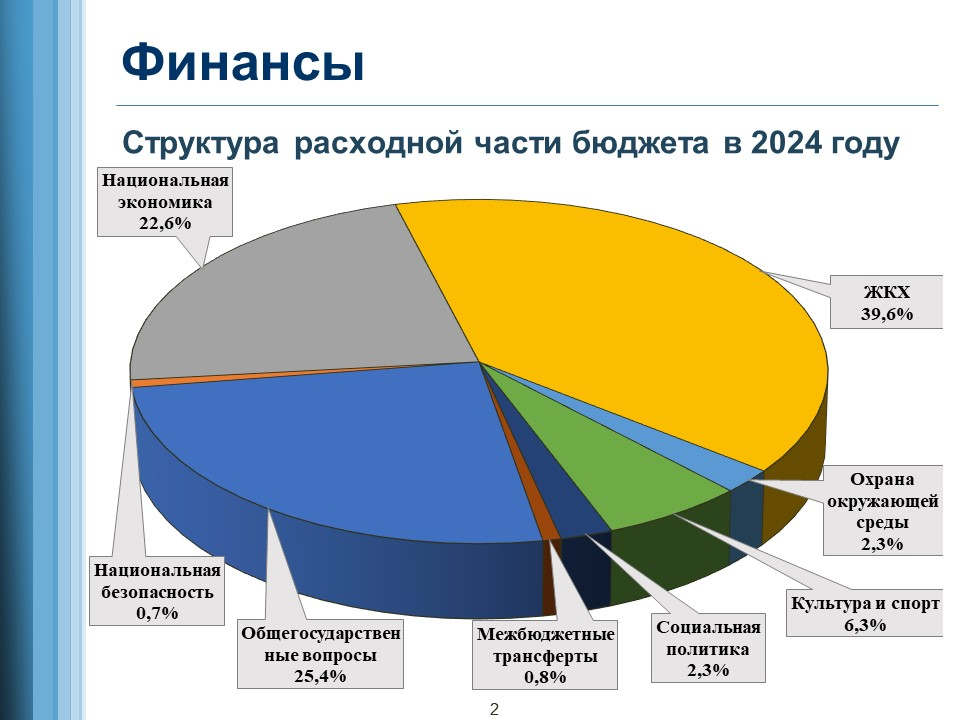 Финансы
Структура расходной части бюджета в 2024 году
Национальная
экономика
22,6%
ЖКХ
39,6%
Охрана
окружающей
среды
2,3%
Культура и спорт
6,3%
Социальная
политика
2,3%
Межбюджетные
трансферты
0,8%
Общегосударствен
ные вопросы
25,4%
Национальная
безопасность
0,7%
2